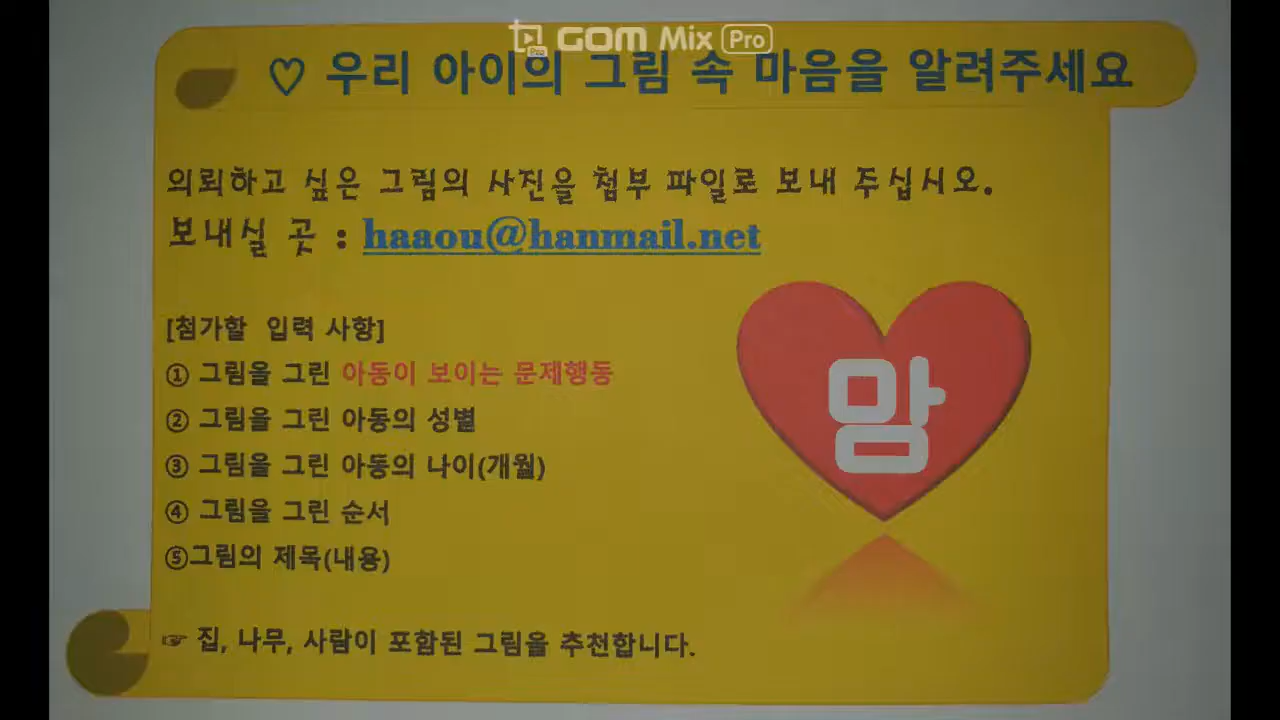 GOM Mix Pro
♡ 우리 아이의 그림 속 마음을 알려주세요
의뢰하고 싶은 그림의 사진을 첨부 파일로 보내 주십시오.
보내실 곳 : haaou@hanmail.net
[첨가할 입력 사항]
① 그림을 그린 아동이 보이는 문제행동
② 그림을 그린 아동의 성별
③ 그림을 그린 아동의 나이(개월)
④ 그림을 그린 순서
⑤그림의 제목(내용)
맘
☞ 집, 나무, 사람이 포함된 그림을 추천합니다.